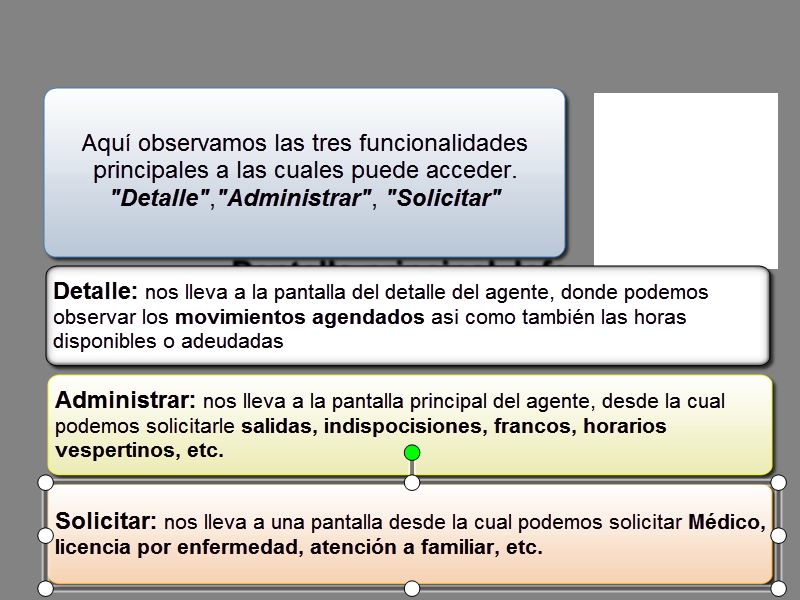 Aquí observamos las tres funcionalidades
principales a las cuales puede acceder.
"Detalle","Administrar", "Solicitar"
Detalle: nos lleva a la pantalla del detalle del agente, donde podemos
observar los movimientos agendados asi como también las horas
disponibles o adeudadas
Administrar: nos lleva a la pantalla principal del agente, desde la cual
podemos solicitarle salidas, indispocisiones, francos, horarios
vespertinos, etc.
Solicitar: nos lleva a una pantalla desde la cual podemos solicitar Médico,
licencia por enfermedad, atención a familiar, etc.